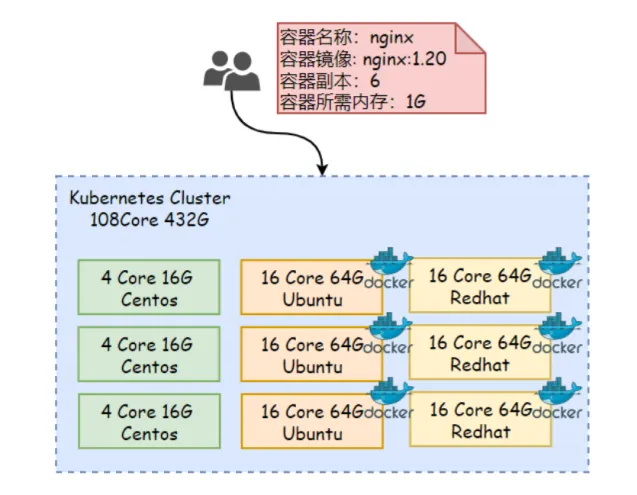 容器名称：nginx
容器镜像: nginx:1.20
容器副本：6
容器所需内存：1G
Kubernetes Cluster
108Core 432G
4 Core 16G
Centos
16 Core 64G
Ubuntu
docker
16 Core 64G
Redhat
docker
4 Core 16G
Centos
16 Core 64G
Ubuntu
docker
16 Core 64G
Redhat
docker
4 Core 16G
Centos
16 Core 64G
Ubuntu
docker
16 Core 64G
Redhat
docker